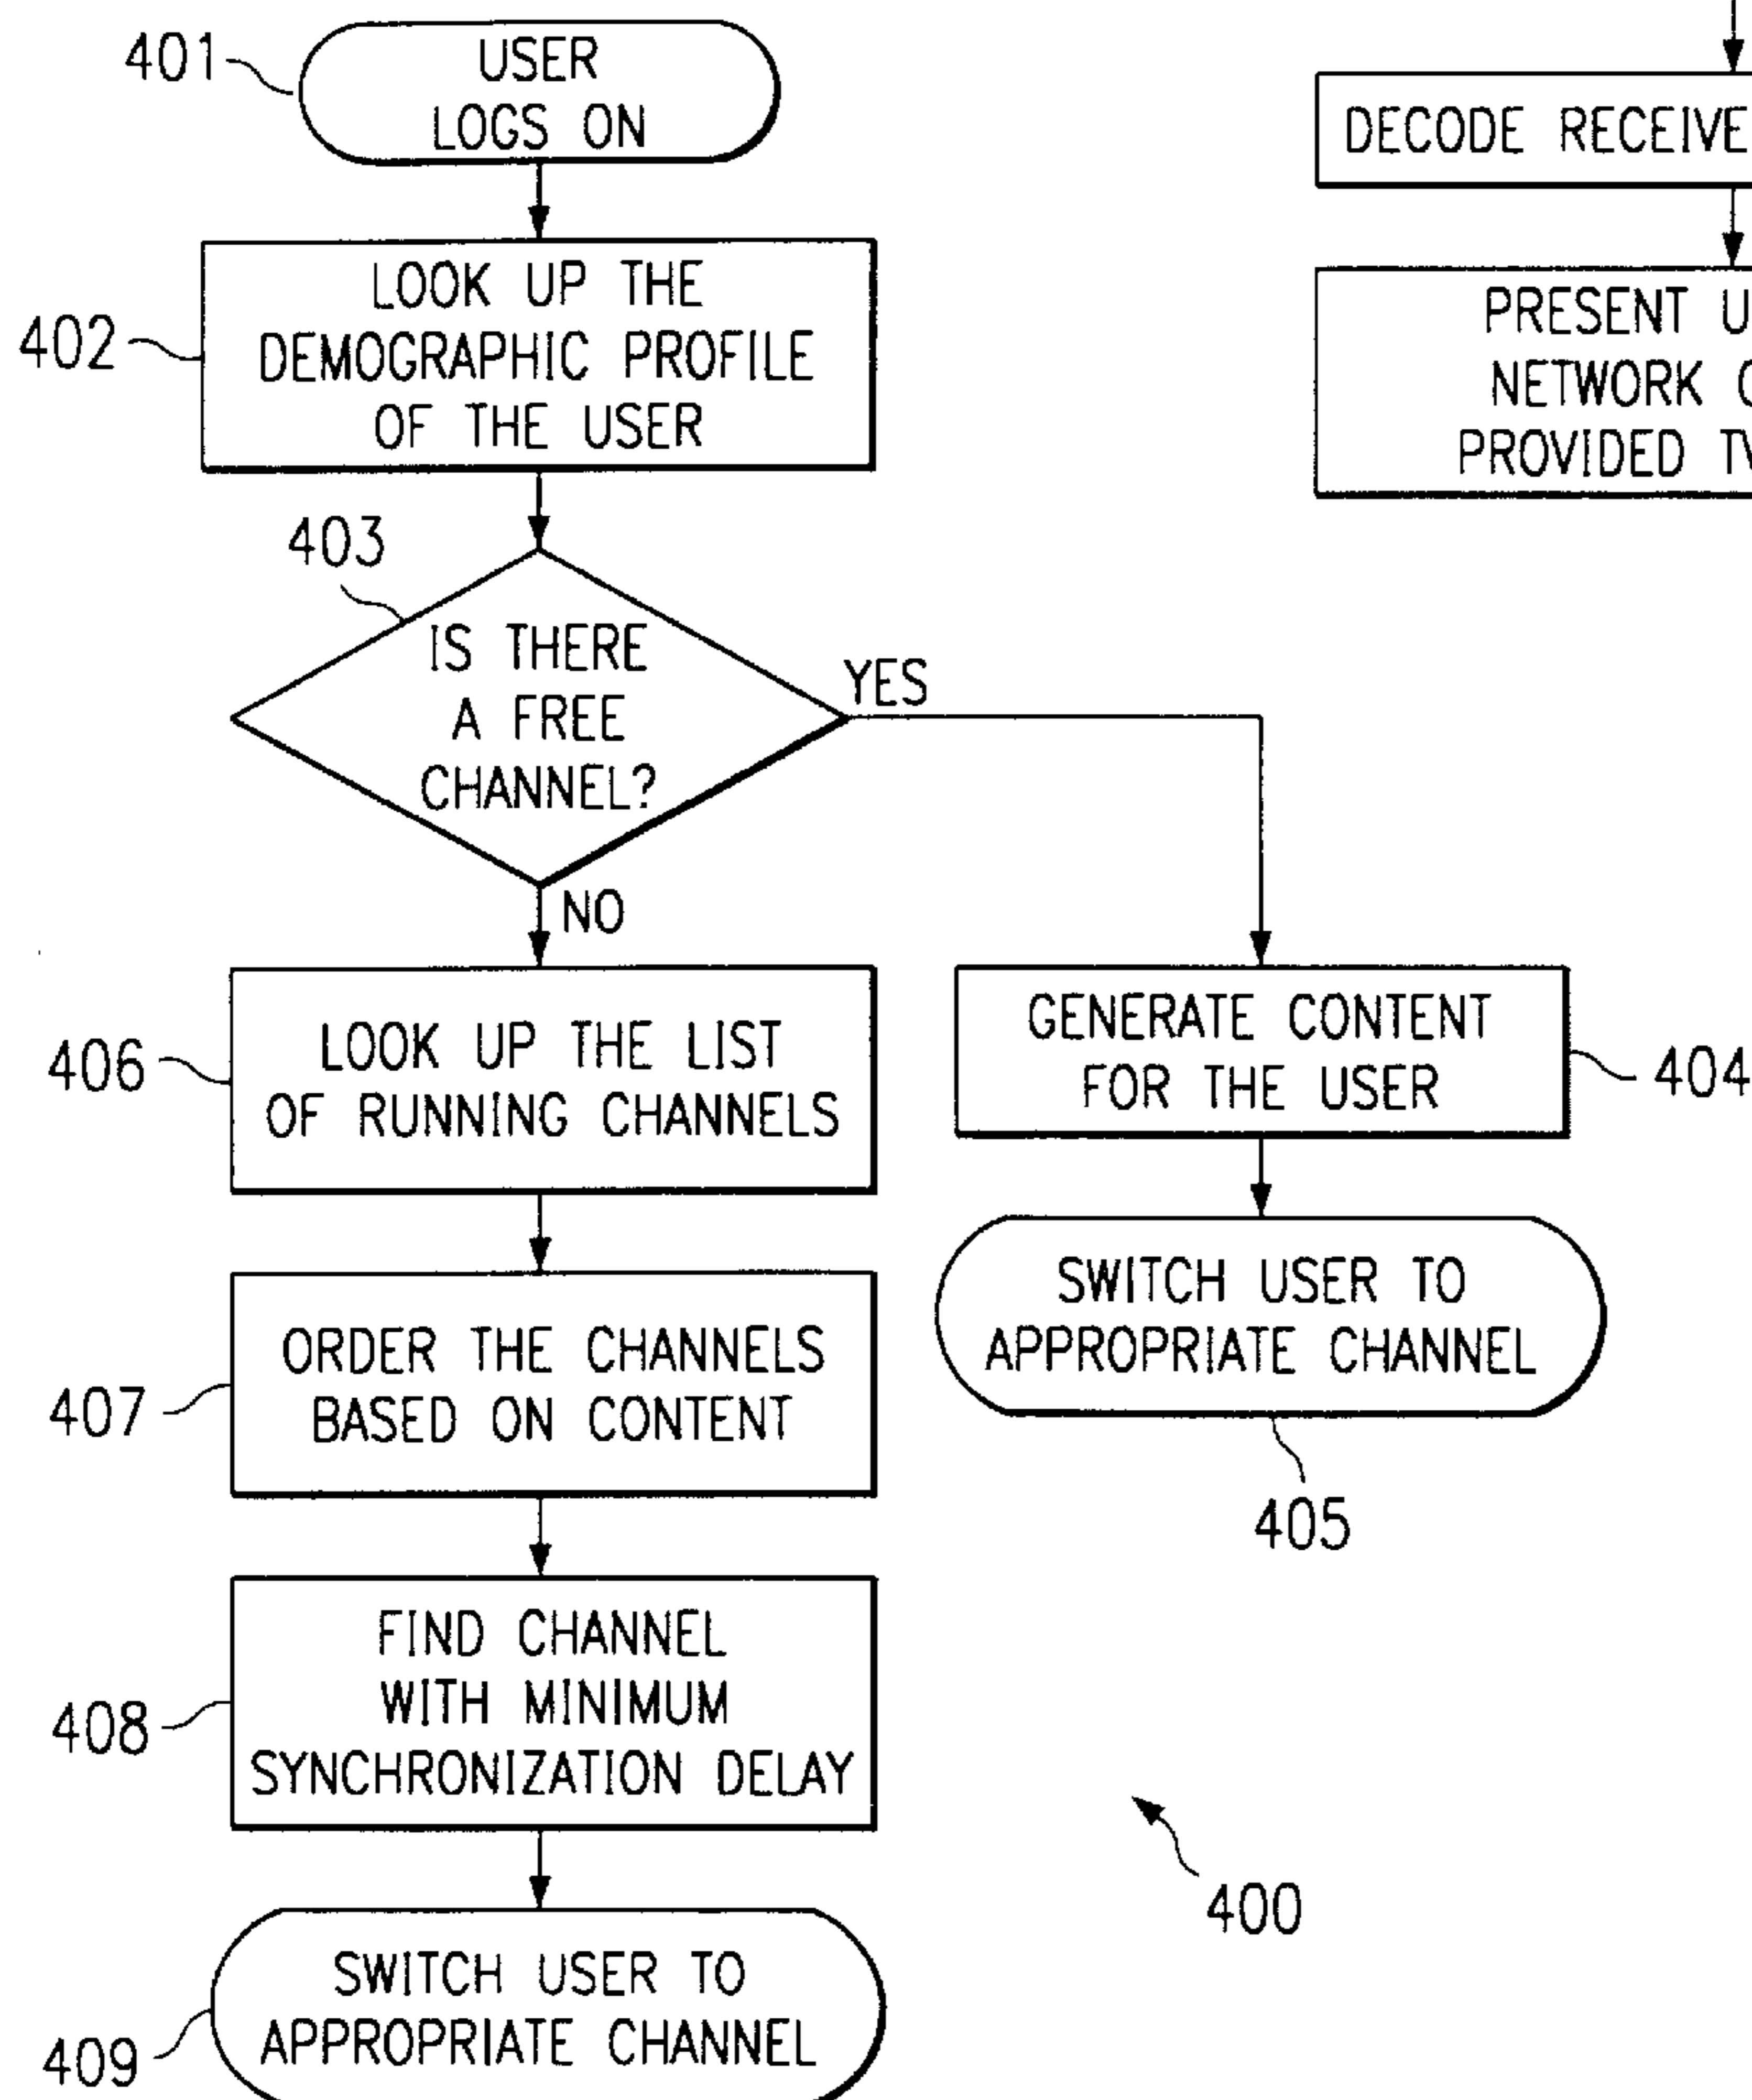 401
USER
LOGS ON
402
LOOK UP THE
DEMOGRAPHIC PROFILE
OF THE USER
403
IS THERE
A FREE
CHANNEL?
YES
NO
406
LOOK UP THE LIST
OF RUNNING CHANNELS
GENERATE CONTENT
FOR THE USER
404
SWITCH USER TO
APPROPRIATE CHANNEL
405
407
ORDER THE CHANNELS
BASED ON CONTENT
408
FIND CHANNEL
WITH MINIMUM
SYNCHRONIZATION DELAY
400
409
SWITCH USER TO
APPROPRIATE CHANNEL
DECODE RECEIVE
PRESENT U
NETWORK
PROVIDED TV